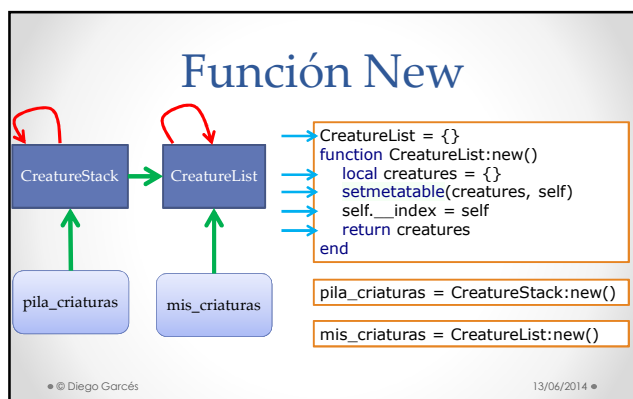 Función New
CreatureStack
CreatureList
pila_criaturas
mis_criaturas
CreatureList = {}
function CreatureList:new()
local creatures = {}
setmetatable(creatures, self)
self.__index = self
return creatures
end
pila_criaturas = CreatureStack:new()
mis_criaturas = CreatureList:new()
© Diego Garcés
13/06/2014